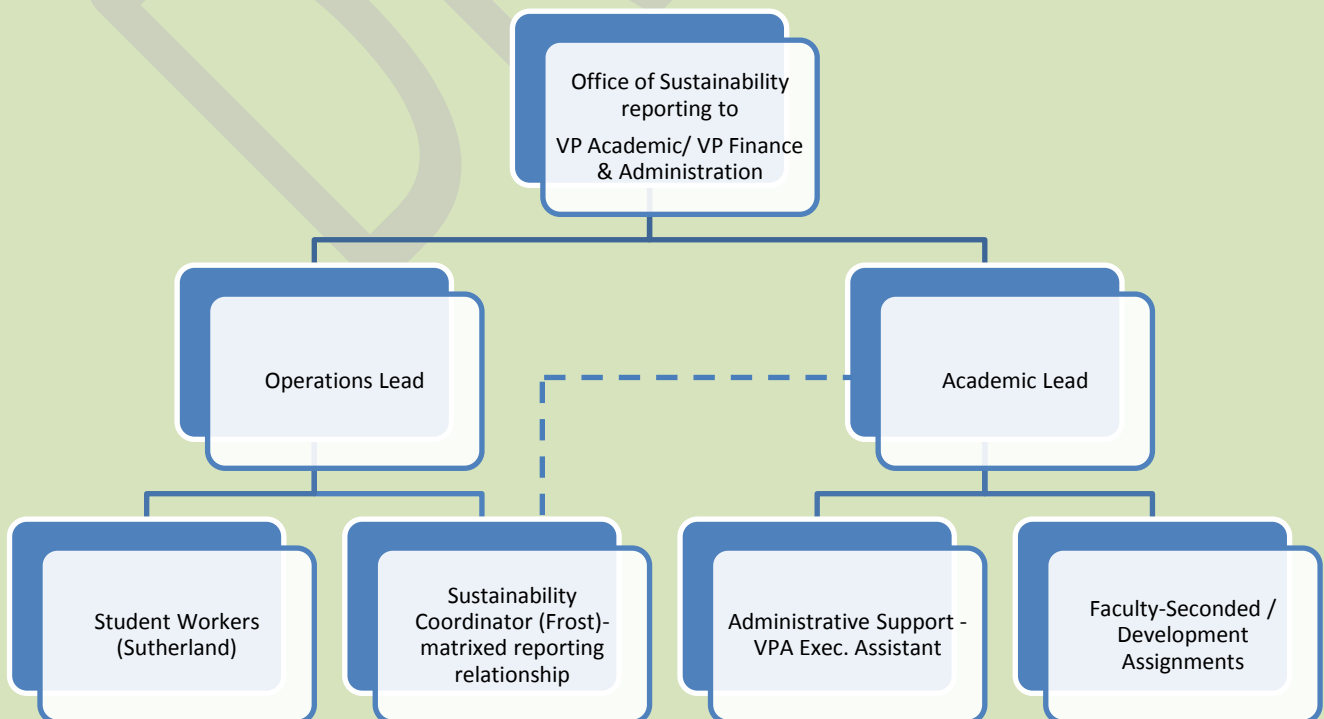 Office of Sustainability
reporting to
VP Academic/ VP Finance
& Administration
Operations Lead
Academic Lead
Student Workers
(Sutherland)
Sustainability
Coordinator (Frost)-
matrixed reporting
relationship
Administrative Support -
VPA Exec. Assistant
Faculty-Seconded /
Development
Assignments